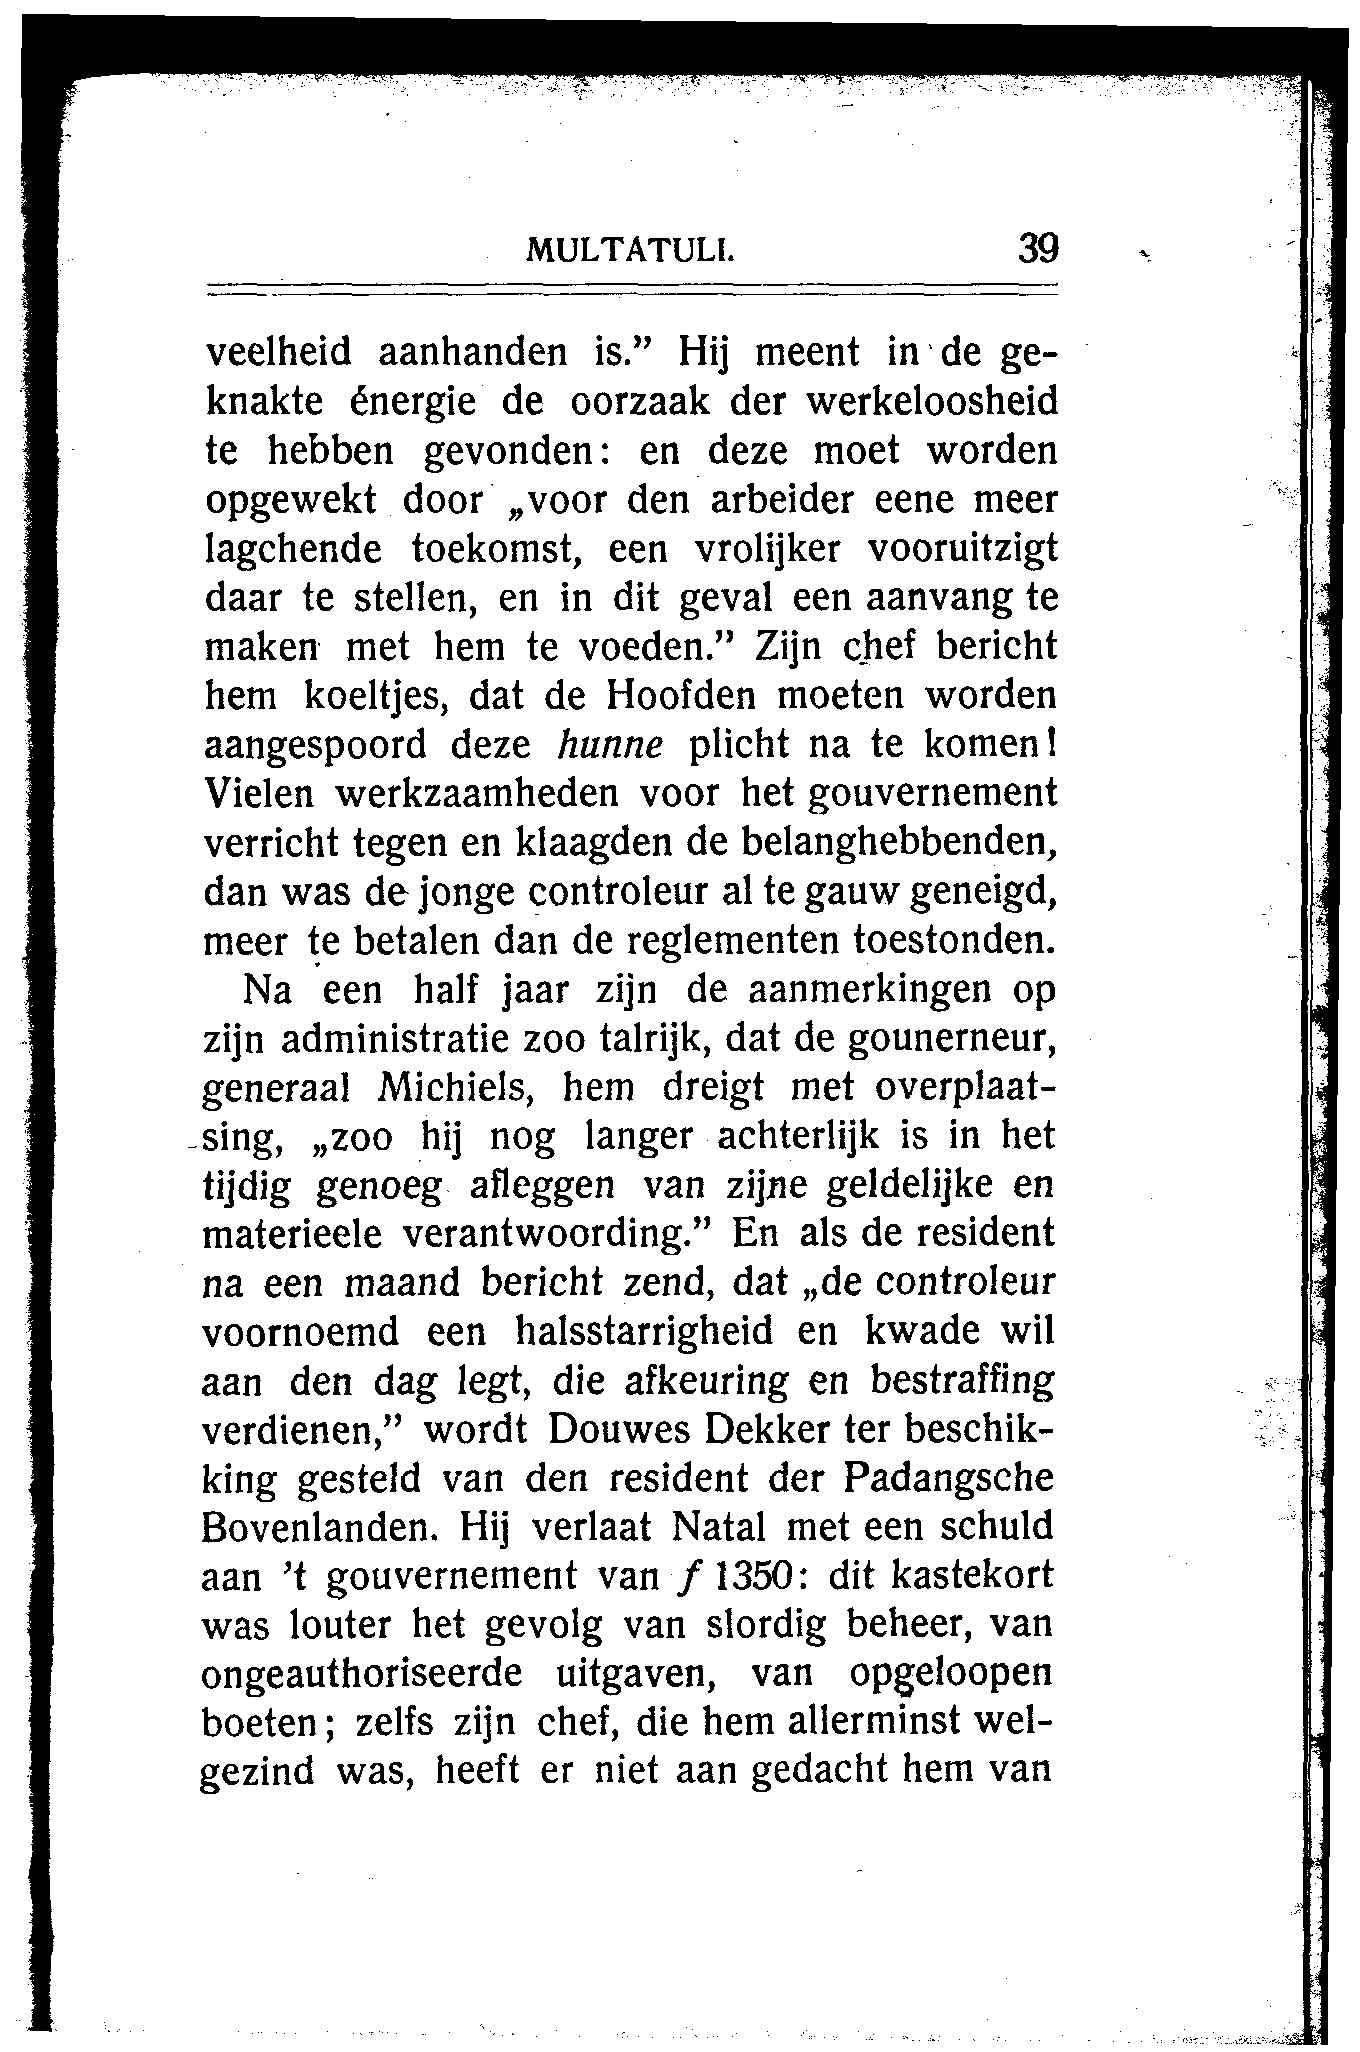 MULTATULI. 39
veelheid aanhanden is.” Hij meent in de ge-
knakte énergie de oorzaak der werkeloosheid
te hebben gevonden: en deze moet worden
opgewekt door „voor den arbeider eene meer
lagchende toekomst, een vrolijker vooruitzigt
daar te stellen, en in dit geval een aanvang te
maken met hem te voeden.” Zijn chef bericht
hem koeltjes, dat de Hoofden moeten worden
aangespoord deze hunne plicht na te komen!
Vielen werkzaamheden voor het gouvernement
verricht tegen en klaagden de belanghebbenden,
dan was de jonge controleur al te gauw geneigd,
meer te betalen dan de reglementen toestonden.
Na een half jaar zijn de aanmerkingen op
zijn administratie zoo talrijk, dat de gounerneur,
generaal Michiels, hem dreigt met overplaat-
sing, „zoo hij nog langer achterlijk is in het
tijdig genoeg afleggen van zijne geldelijke en
materieele verantwoording.” En als de resident
na een maand bericht zend, dat „de controleur
voornoemd een halsstarrigheid en kwade wil
aan den dag legt, die afkeuring en bestraffing
verdienen,” wordt Douwes Dekker ter beschik-
king gesteld van den resident der Padangsche
Bovenlanden. Hij verlaat Natal met een schuld
aan ’t gouvernement van f 1350: dit kastekort
was louter het gevolg van slordig beheer, van
ongeauthoriseerde uitgaven, van opgeloopen
boeten; zelfs zijn chef, die hem allerminst wel-
gezind was, heeft er niet aan gedacht hem van